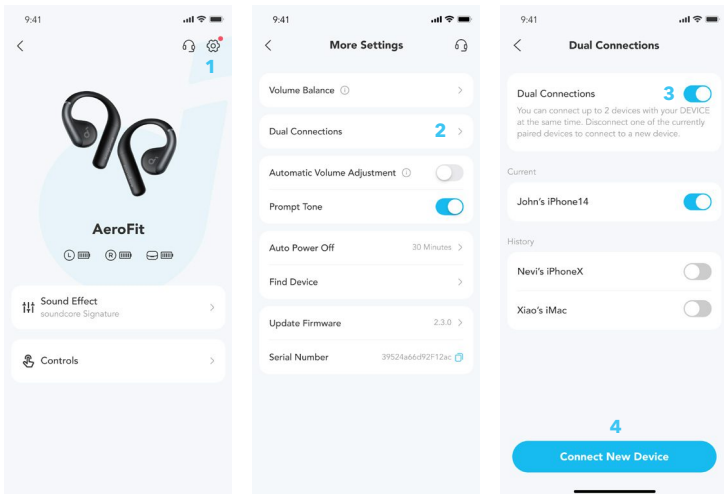 9:41
1
AeroFit
L
R
Sound Effect
soundcore Signature
Controls
9:41
More Settings
Volume Balance
Dual Connections 2
Automatic Volume Adjustment
Prompt Tone
Auto Power Off 30 Minutes
Find Device
Update Firmware 2.3.0
Serial Number 39524a66d92F12ac
9:41
Dual Connections
Dual Connections 3
You can connect up to 2 devices with your DEVICE
at the same time. Disconnect one of the currently
paired devices to connect to a new device.
Current
John's iPhone14
History
Nevi's iPhoneX
Xiao's iMac
4
Connect New Device